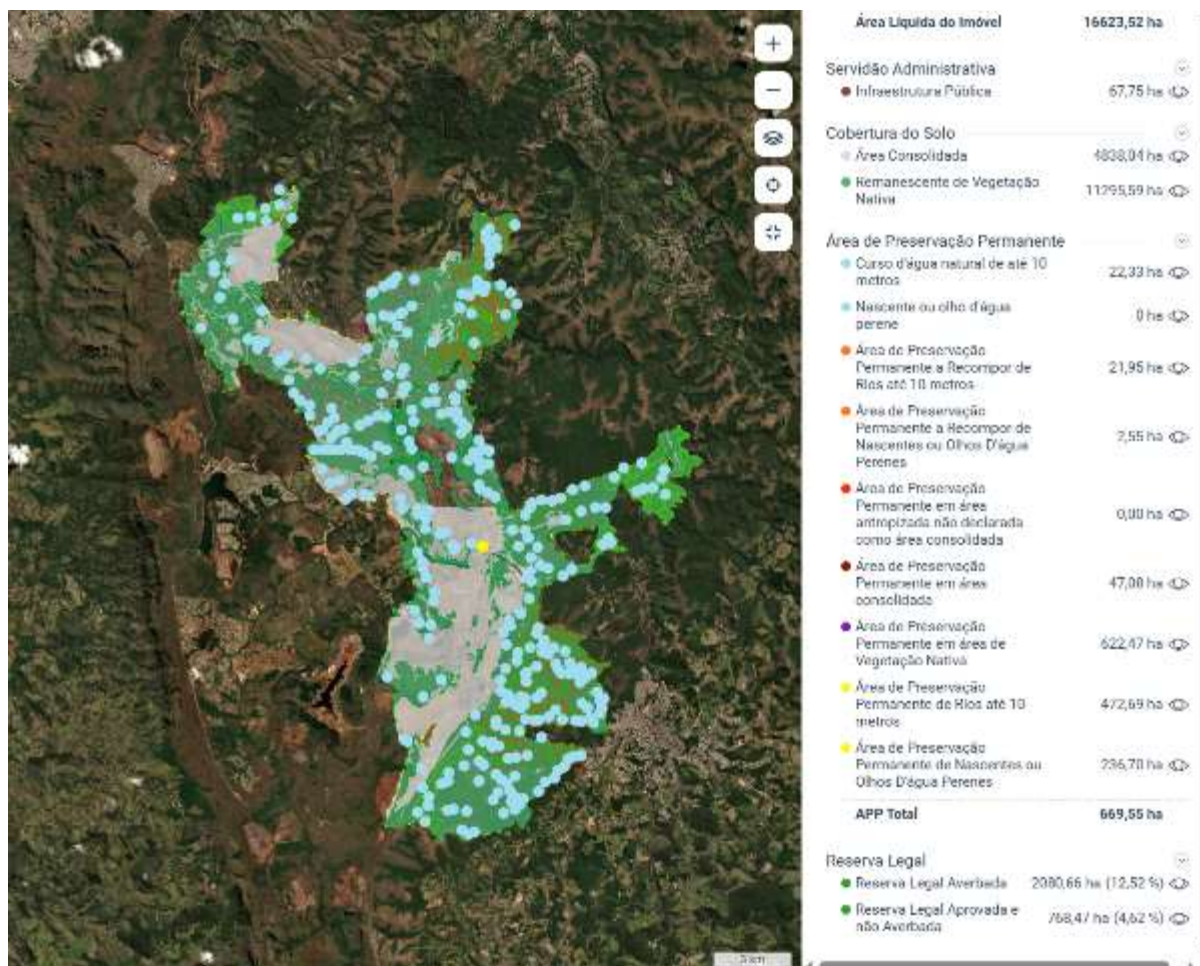 Área Líquida do Imóvel 16623,52 ha
Servidão Administrativa
Infraestrutura Pública 67,75 ha
Cobertura do Solo
Área Consolidada 4838,04 ha
Remanescente de Vegetação
Nativa 11295,59 ha
Área de Preservação Permanente
Curso d'água natural de até 10
metros 22,33 ha
Nascente ou olho d'água
perene 0 ha
Área de Preservação
Permanente a Recompor de
Rios até 10 metros 21,95 ha
Área de Preservação
Permanente a Recompor de
Nascentes ou Olhos D'água
Perenes 2,55 ha
Área de Preservação
Permanente em área
antropizada não declarada
como área consolidada 0,00 ha
Área de Preservação
Permanente em área
consolidada 47,08 ha
Área de Preservação
Permanente em área de
Vegetação Nativa 622,47 ha
Área de Preservação
Permanente de Rios até 10
metros 472,69 ha
Área de Preservação
Permanente de Nascentes ou
Olhos D'água Perenes 236,70 ha
APP Total 669,55 ha
Reserva Legal
Reserva Legal Averbada 2080,66 ha (12,52 %)
Reserva Legal Aprovada e
não Averbada 768,47 ha (4,62 %)